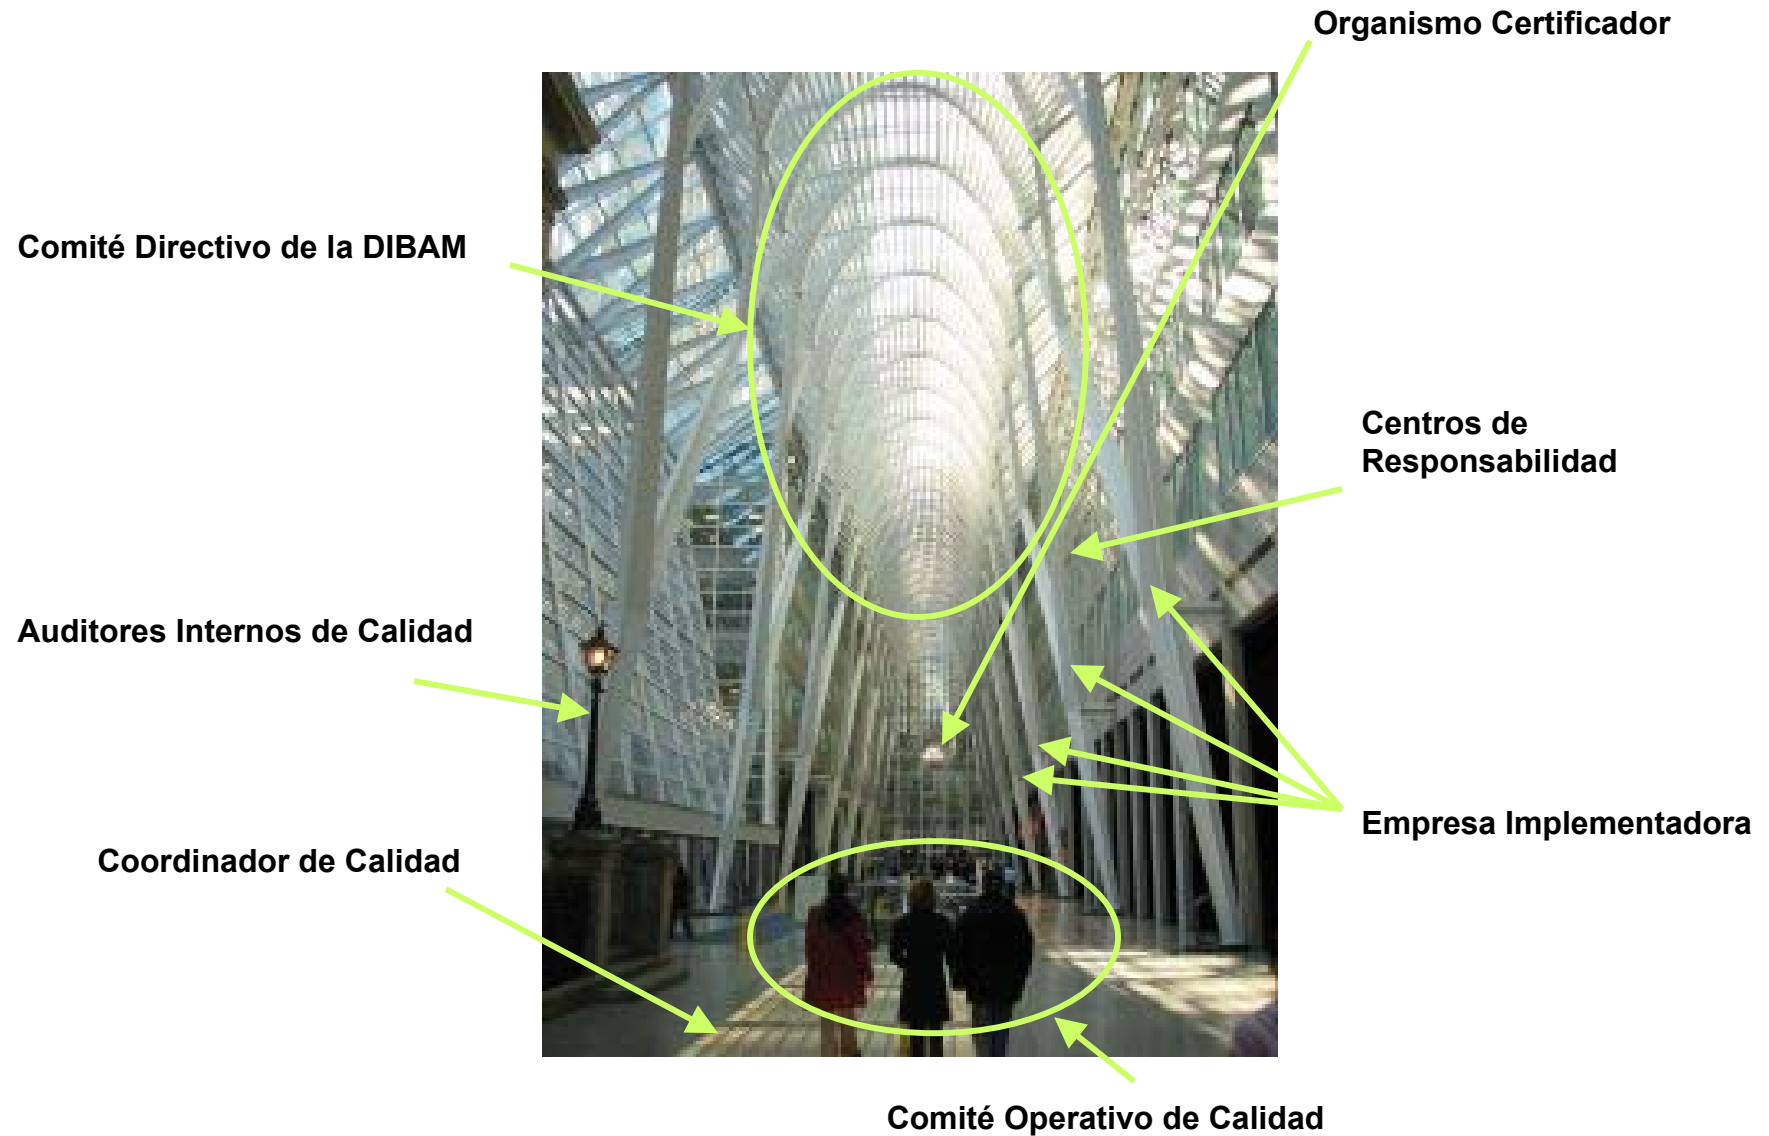 Organismo Certificador
Comité Directivo de la DIBAM
Centros de
Responsabilidad
Auditores Internos de Calidad
Empresa Implementadora
Coordinador de Calidad
Comité Operativo de Calidad